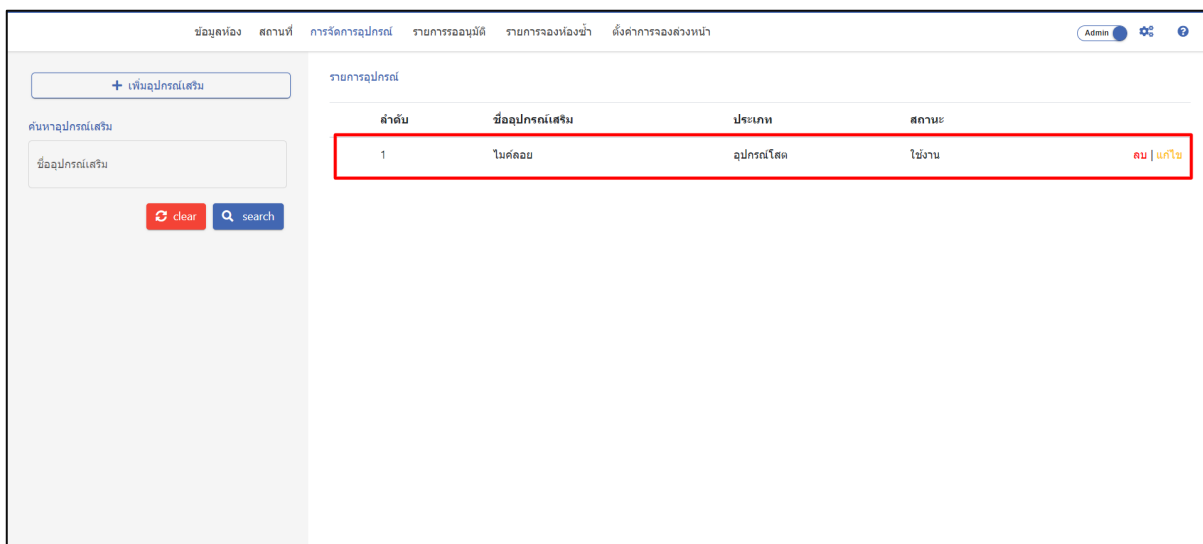 ข้อมูลห้อง สถานที่ การจัดการอุปกรณ์ รายการรออนุมัติ รายการจองห้องซ้ำ ตั้งค่าการจองล่วงหน้า Admin
+ เพิ่มอุปกรณ์เสริม
ค้นหาอุปกรณ์เสริม
ชื่ออุปกรณ์เสริม
clear search
รายการอุปกรณ์
ลำดับ ชื่ออุปกรณ์เสริม ประเภท สถานะ
1 ไมค์ลอย อุปกรณ์โสต ใช้งาน ลบ | แก้ไข